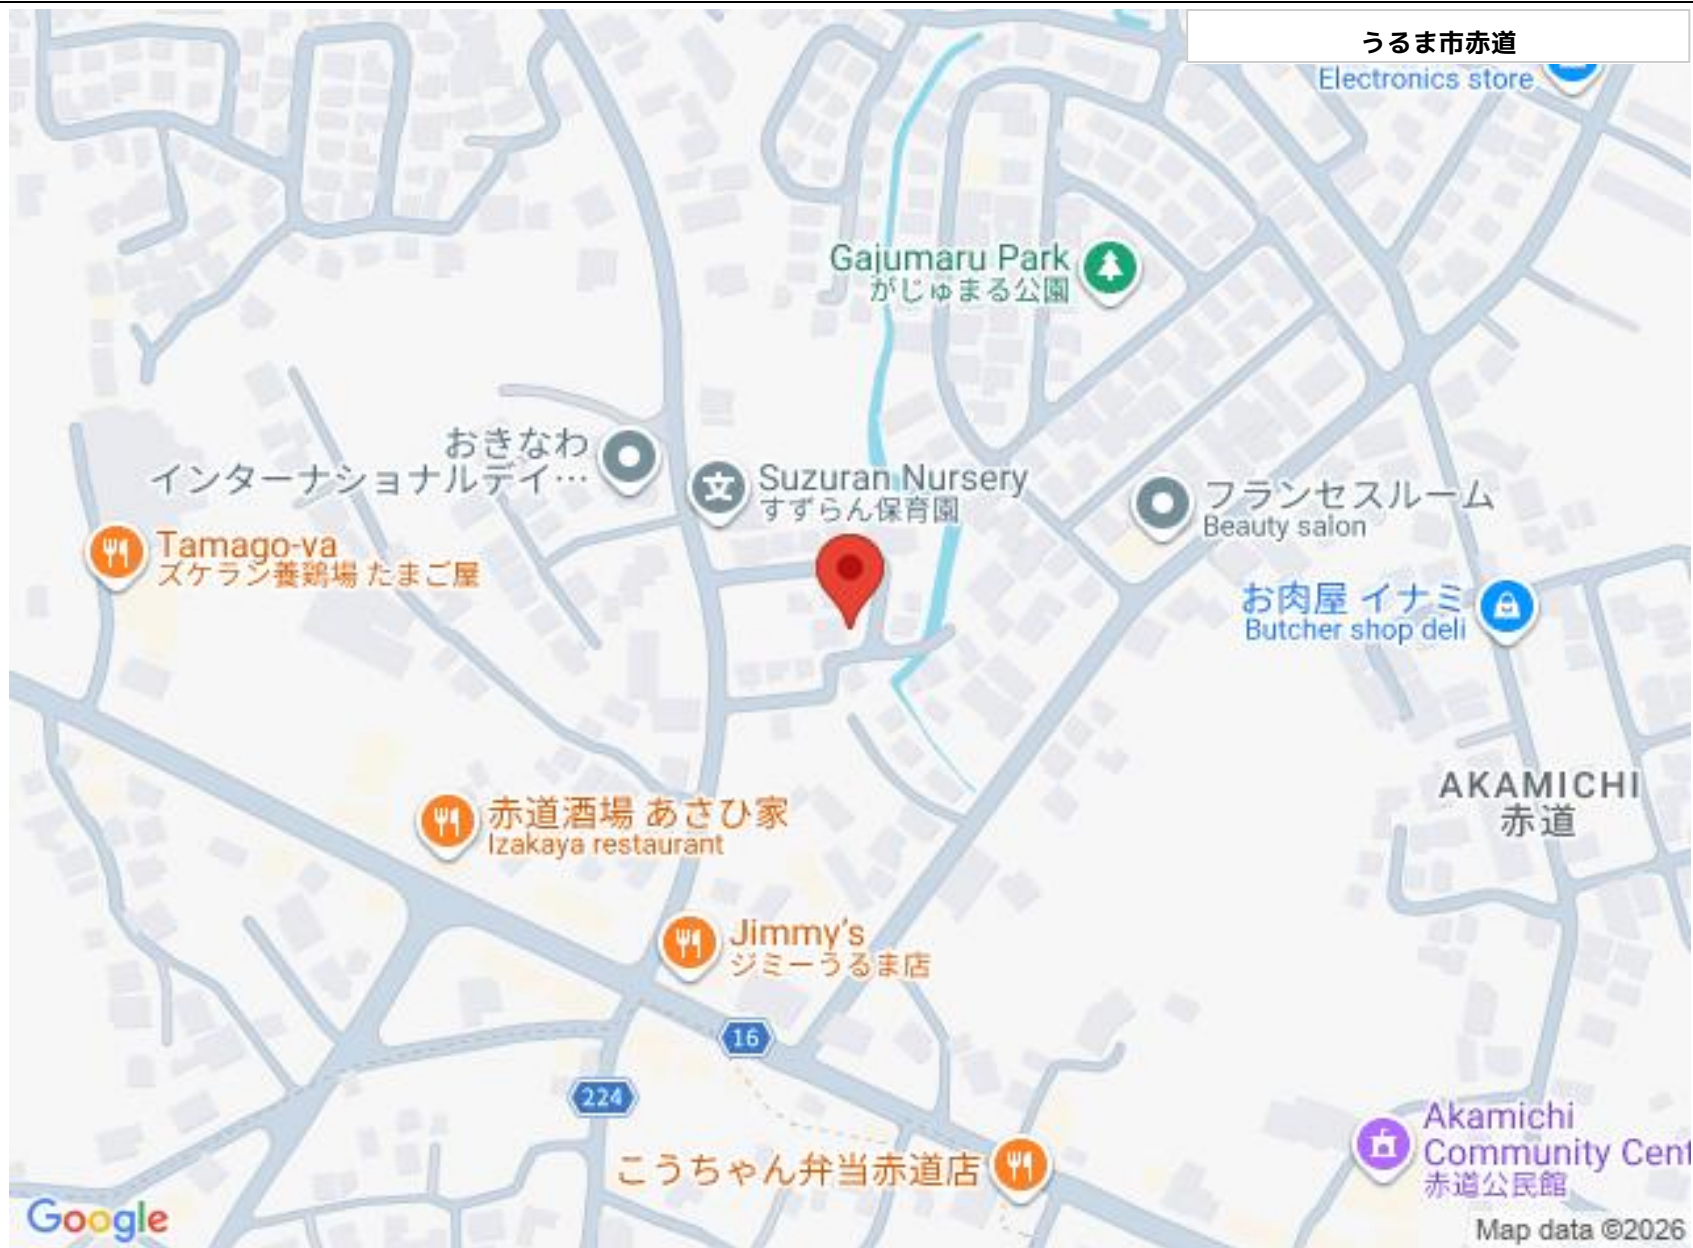 うるま市赤道
Electronics store
Gajumaru Park
がじゅまる公園
おきなわ
インターナショナルデイ…
Suzuran Nursery
すずらん保育園
フランセスルーム
Beauty salon
Tamago-ya
ズケラン養鶏場 たまご屋
お肉屋 イナミ
Butcher shop deli
AKAMICHI
赤道
赤道酒場 あさひ家
Izakaya restaurant
Jimmy's
ジミーうるま店
16
224
こうちゃん弁当赤道店
Akamichi
Community Cent
赤道公民館
Google
Map data ©2026